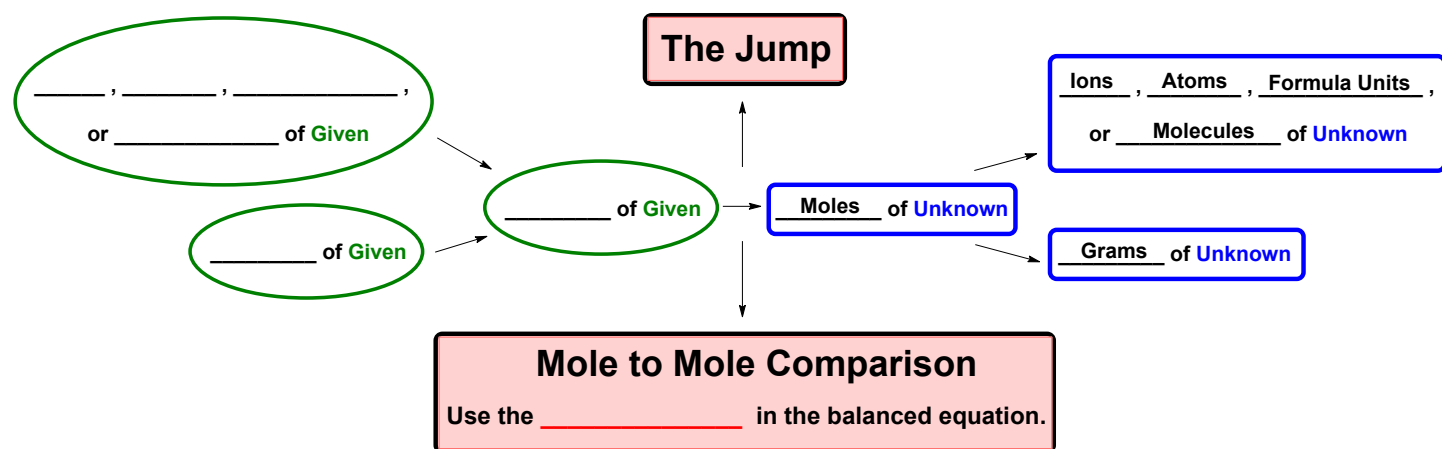 The Jump
______ , ________ , ______________ ,
or ______________ of Given
Ions , Atoms , Formula Units ,
or Molecules of Unknown
_________ of Given
Moles of Unknown
_________ of Given
Grams of Unknown
Mole to Mole Comparison
Use the _______________ in the balanced equation.